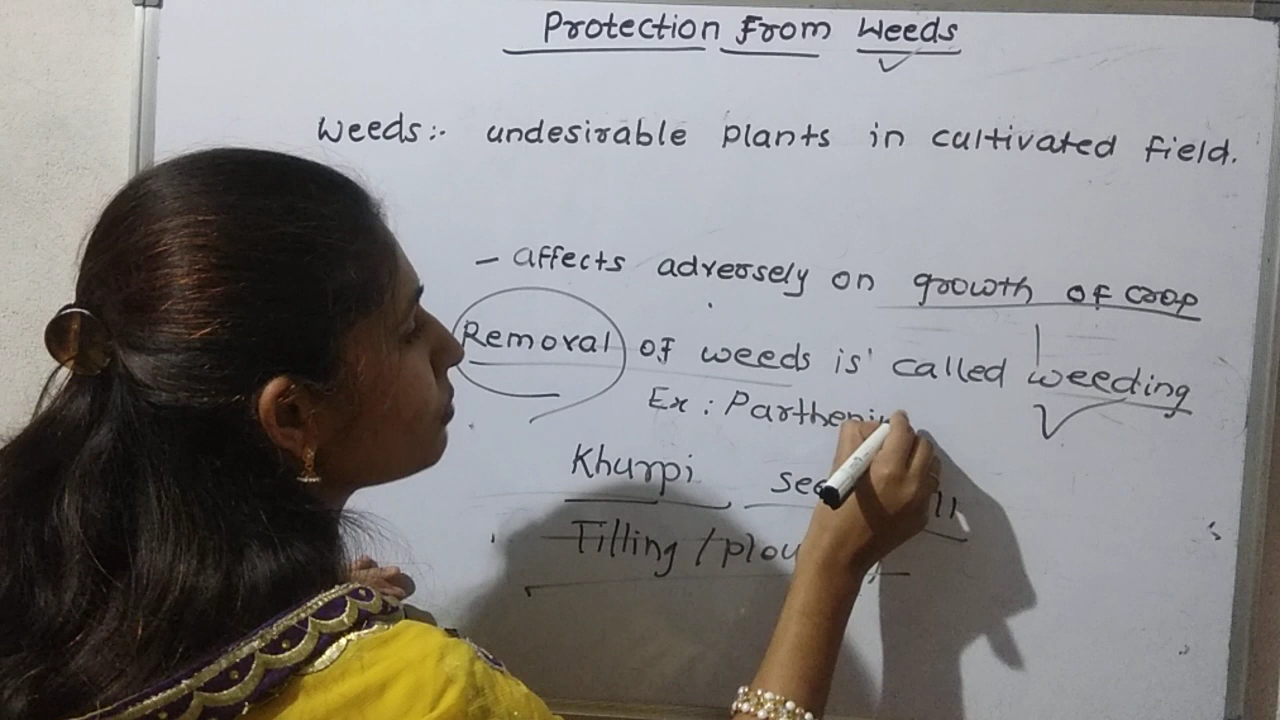 Protection From Weeds
Weeds:- undesirable plants in cultivated field.
- affects adversely on growth of crop
Removal of weeds is called weeding
Ex : Partheni
Khurpi
Tilling /plou